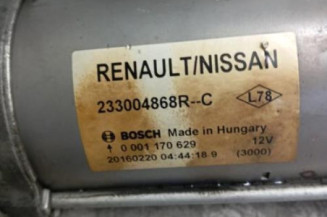 RENAULT/NISSAN
233004868R--C
L78
BOSCH Made in Hungary
0 001 170 629 12V
20160220 04:44:18.9 (3000)